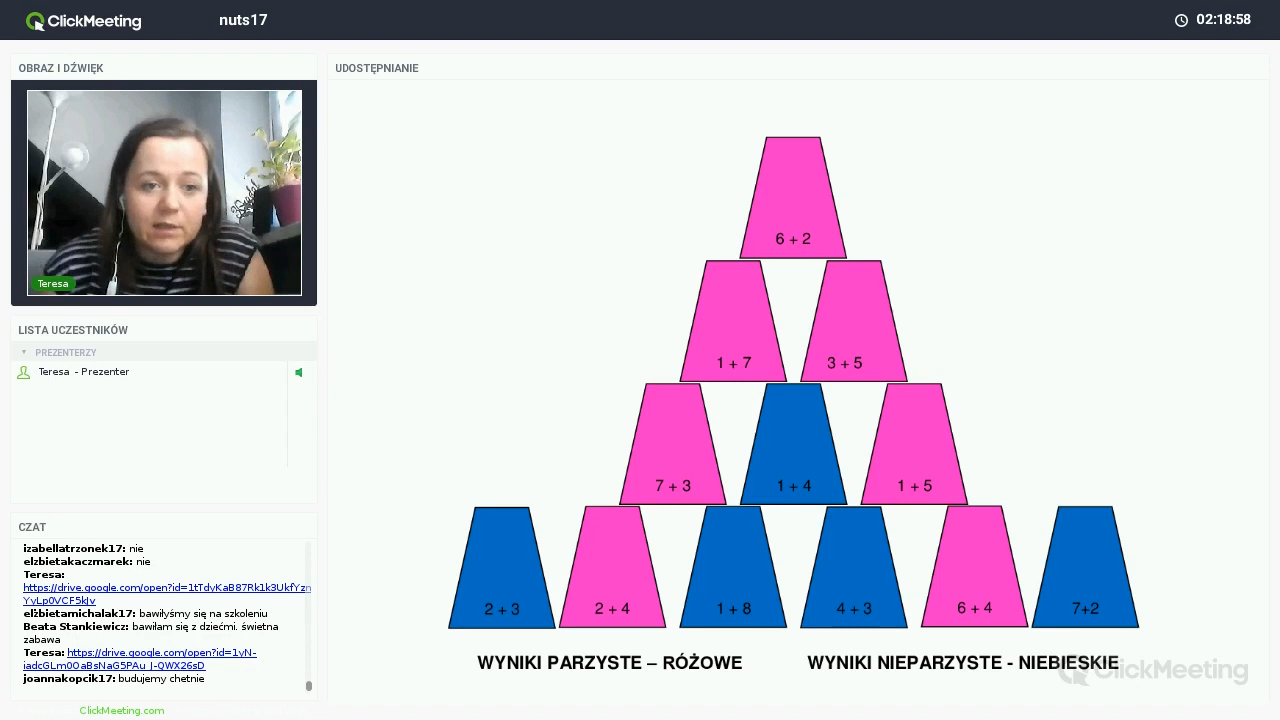 ClickMeeting
nuts17
02:18:58
OBRAZ I DŹWIĘK
Teresa
LISTA UCZESTNIKÓW
PREZENTERZY
Teresa - Prezenter
CZAT
izabellatrzonek17: nie
elzbietakaczmarek: nie
Teresa:
https://drive.google.com/open?id=1tTdyKaB87Rk1k3UkfYzn
YyLp0VCF5kJv
elżbietamichalak17: bawiłyśmy się na szkoleniu
Beata Stankiewicz: bawiłam się z dziećmi. świetna
zabawa
Teresa: https://drive.google.com/open?id=1yN-
iadcGLm0OaBsNaG5PAu_J-QWX26sD
joannakopcik17: budujemy chetnie
ClickMeeting.com
UDOSTĘPNIANIE
6 + 2
1 + 7
3 + 5
7 + 3
1 + 4
1 + 5
2 + 3
2 + 4
1 + 8
4 + 3
6 + 4
7+2
WYNIKI PARZYSTE – RÓŻOWE
WYNIKI NIEPARZYSTE - NIEBIESKIE
ClickMeeting